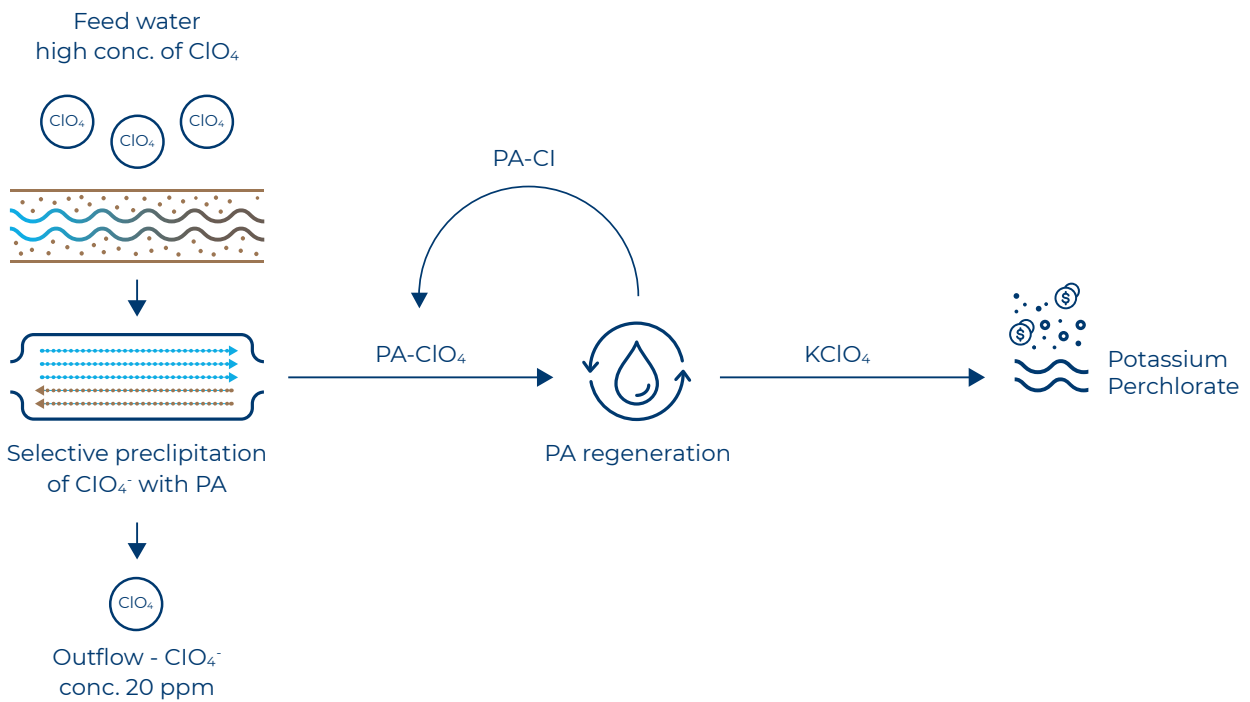 Feed water
high conc. of ClO₄
ClO₄
ClO₄
ClO₄
PA-Cl
PA-ClO₄
KClO₄
$
$
Potassium
Perchlorate
Selective preclipitation
of ClO₄⁻ with PA
PA regeneration
ClO₄
Outflow - ClO₄⁻
conc. 20 ppm